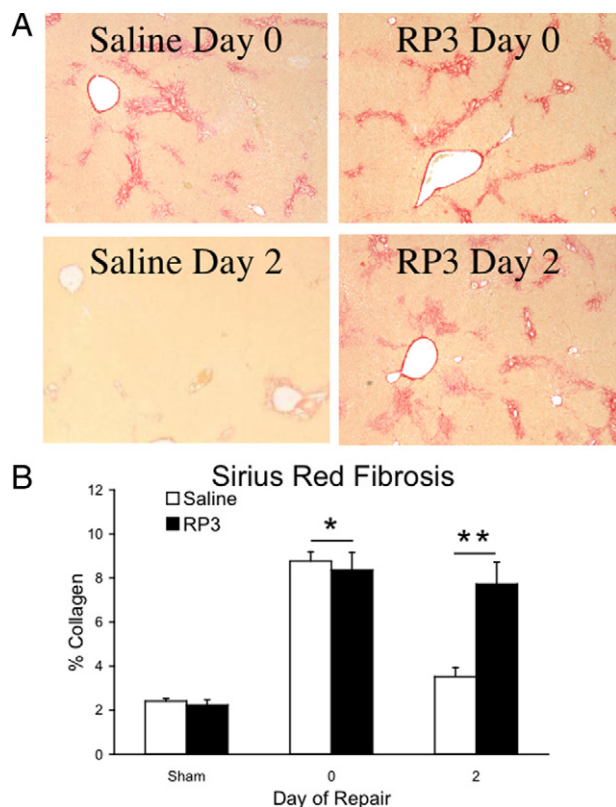 A
Saline Day 0
RP3 Day 0
Saline Day 2
RP3 Day 2
B
Sirius Red Fibrosis
Saline
RP3
*
**
% Collagen
12
10
8
6
4
2
0
Sham
0
2
Day of Repair